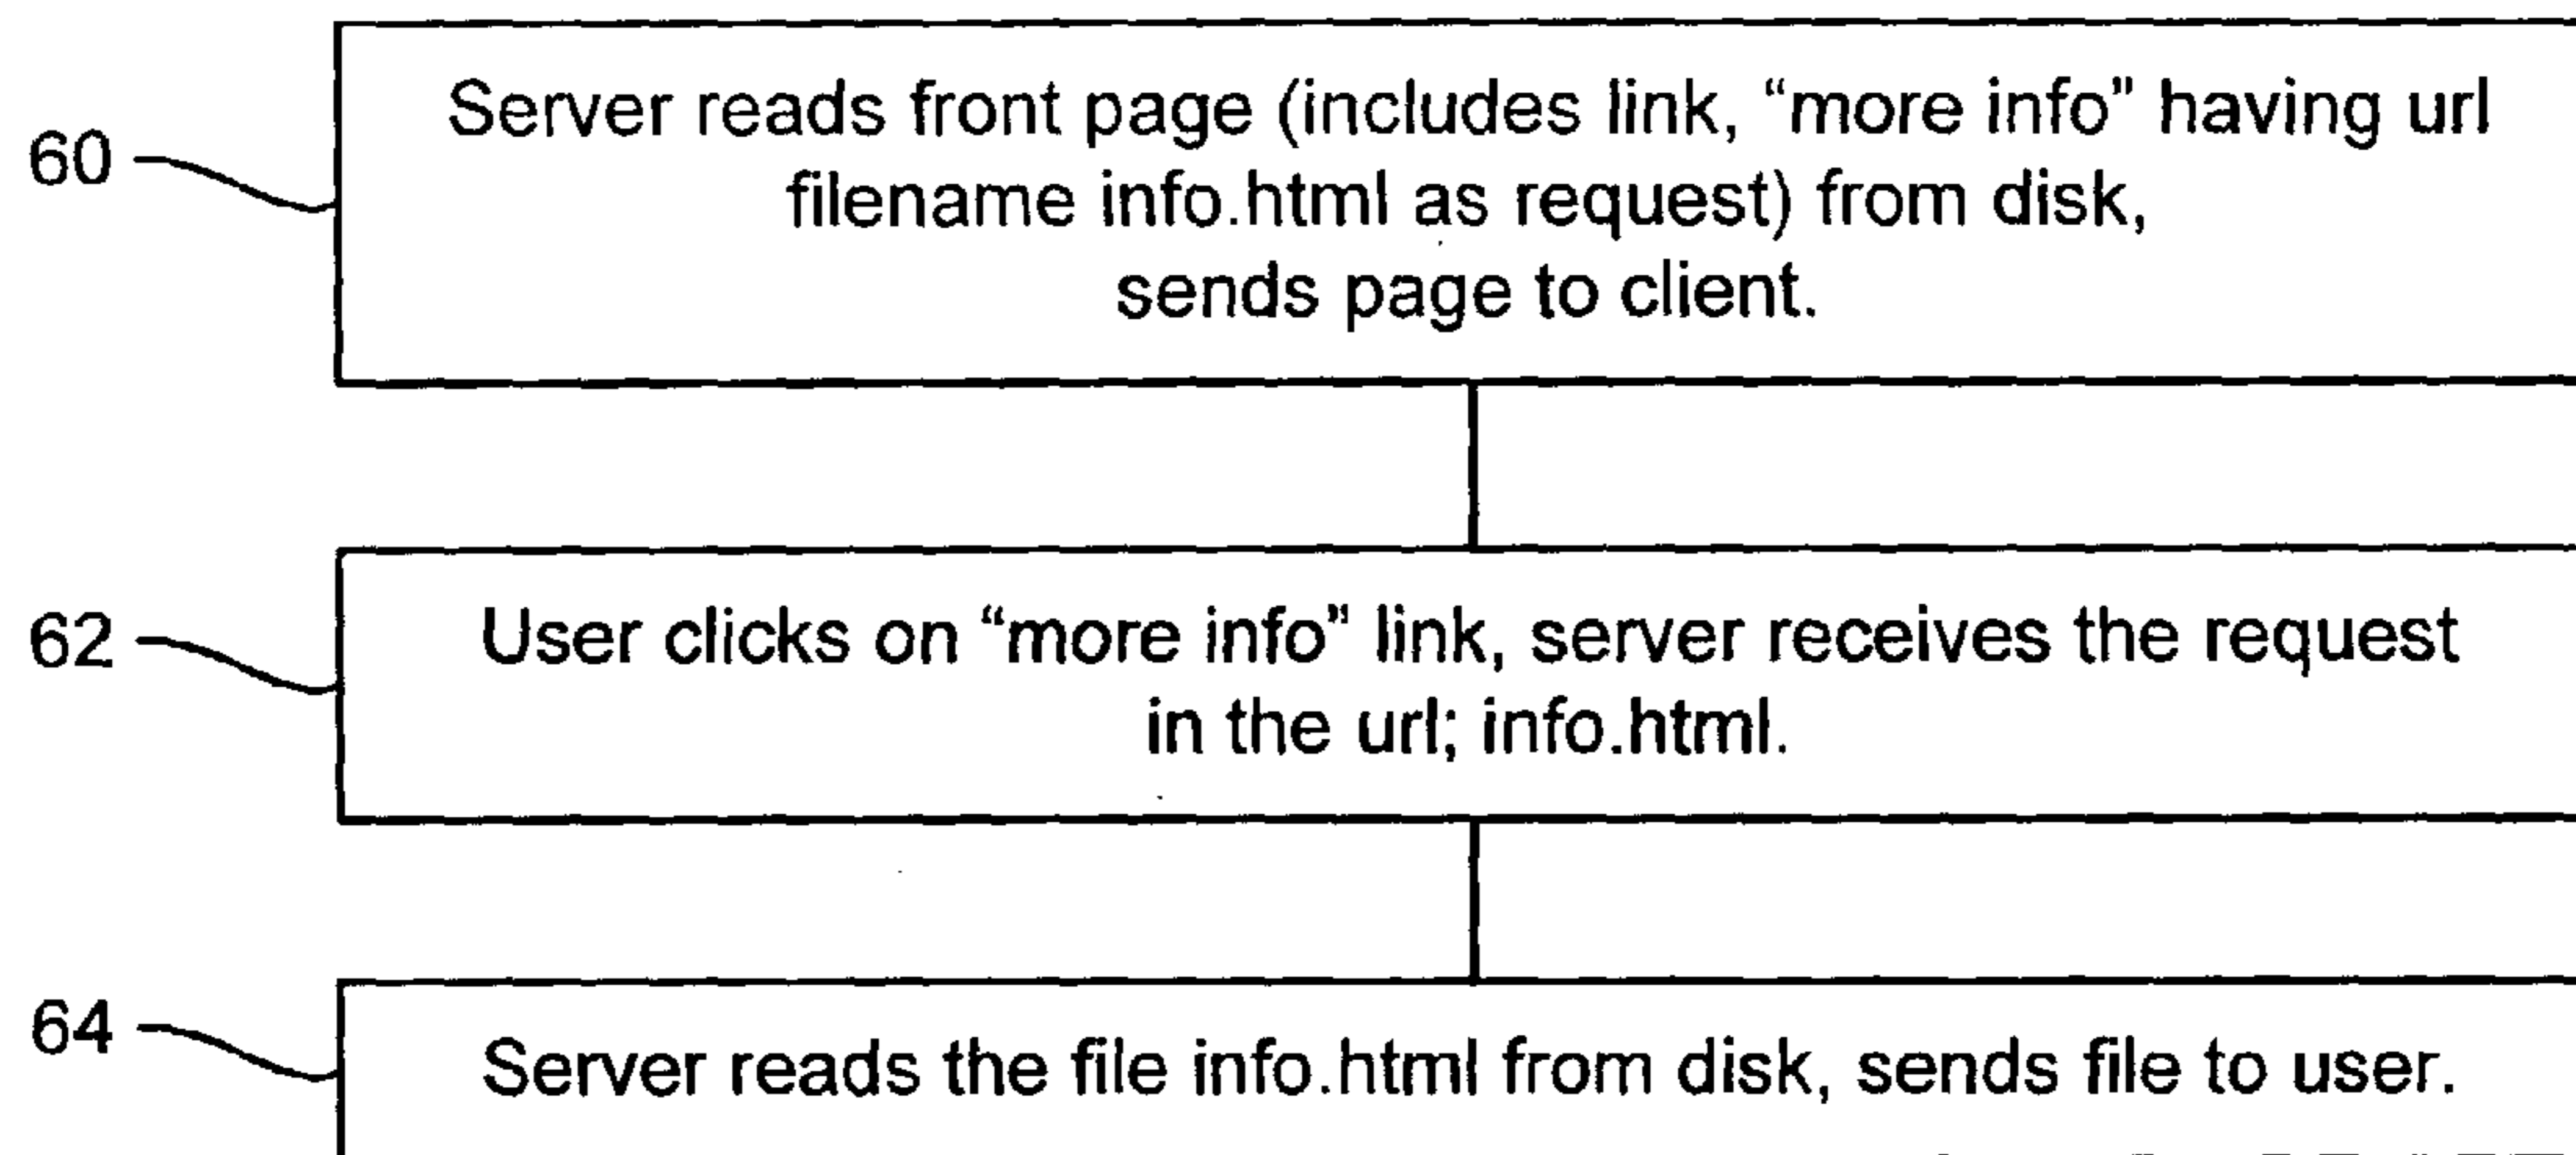 60
Server reads front page (includes link, “more info” having url
filename info.html as request) from disk,
sends page to client.
62
User clicks on “more info” link, server receives the request
in the url; info.html.
64
Server reads the file info.html from disk, sends file to user.